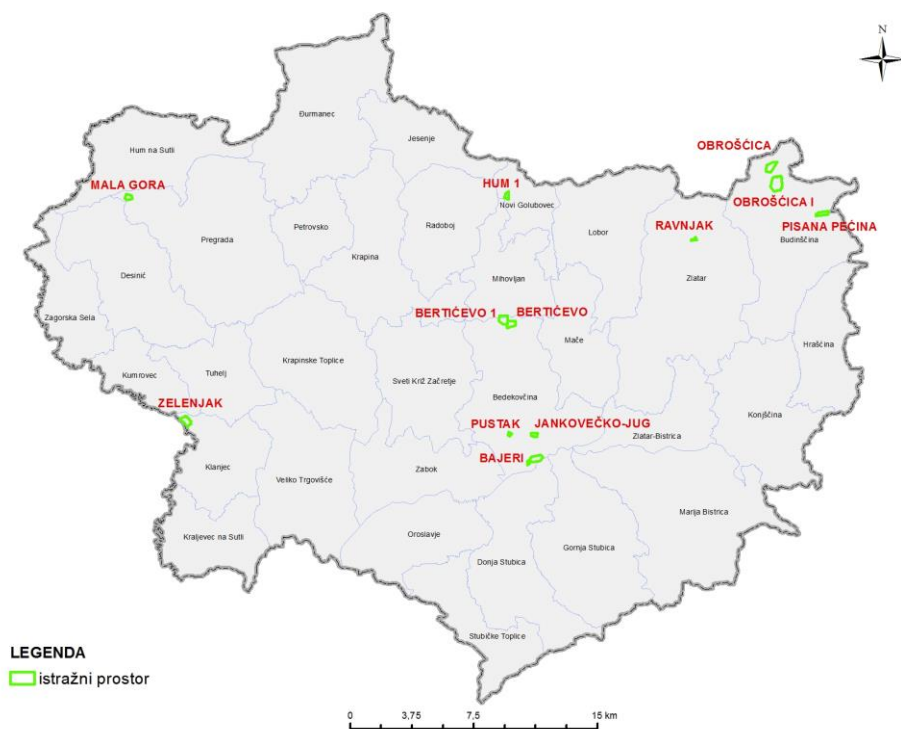 N
Đurmanec
Jesenje
Hum na Sutli
OBROŠĆICA
MALA GORA
HUM 1
Novi Golubovec
OBROŠĆICA I
PISANA PEĆINA
Petrovsko
Radoboj
Lobor
RAVNJAK
Budinščina
Pregrada
Krapina
Zlatar
Desinić
Mihovljan
Zagorska Sela
BERTIĆEVO 1
BERTIĆEVO
Mače
Hrašćina
Krapinske Toplice
Tuhelj
Kumrovec
Sveti Križ Začretje
Bedekovčina
Konjščina
ZELENJAK
PUSTAK
JANKOVEČKO-JUG
Zlatar-Bistrica
BAJERI
Klanjec
Zabok
Veliko Trgovišće
Marija Bistrica
Kraljevec na Sutli
Oroslavje
Donja Stubica
Gornja Stubica
Stubičke Toplice
LEGENDA
istražni prostor
0 3,75 7,5 15 km